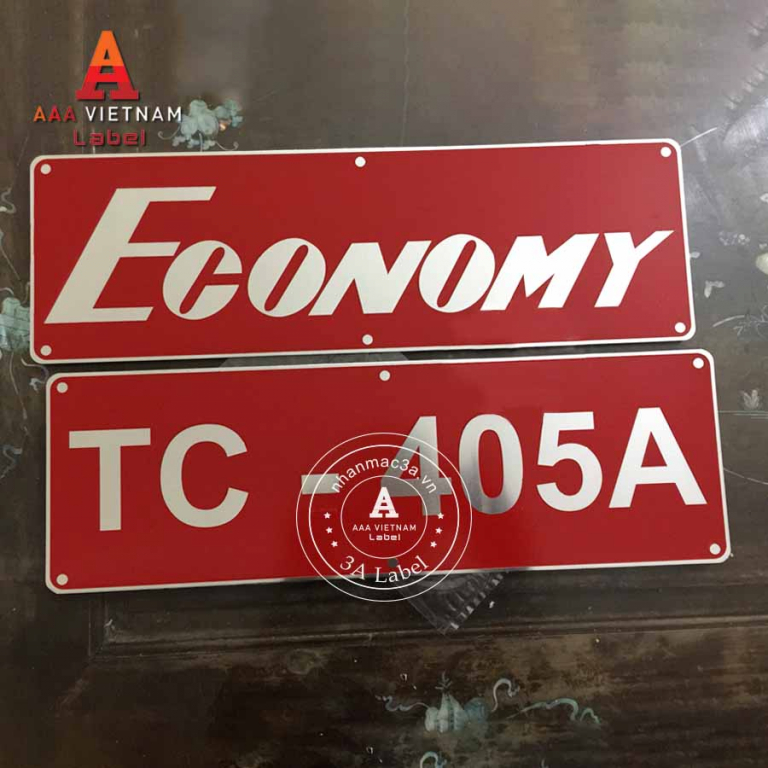 AAA VIETNAM
Label
ECONOMY
TC - 405A
nhanmac3a.vn
AAA VIETNAM
Label
3A Label